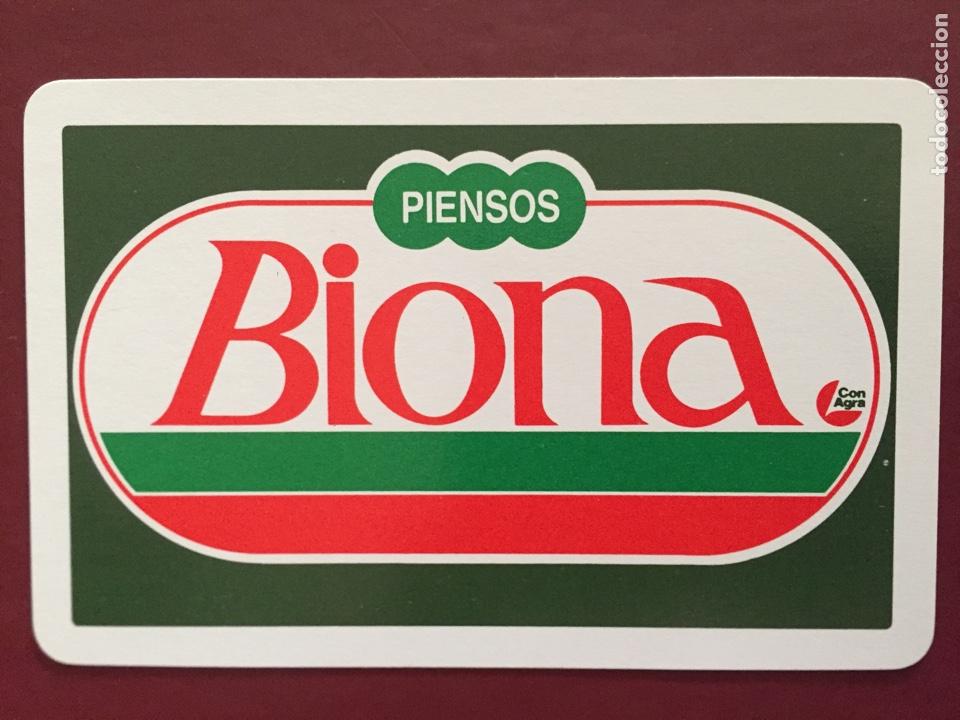 PIENSOS
Biona
Con
Agra
todocoleccion